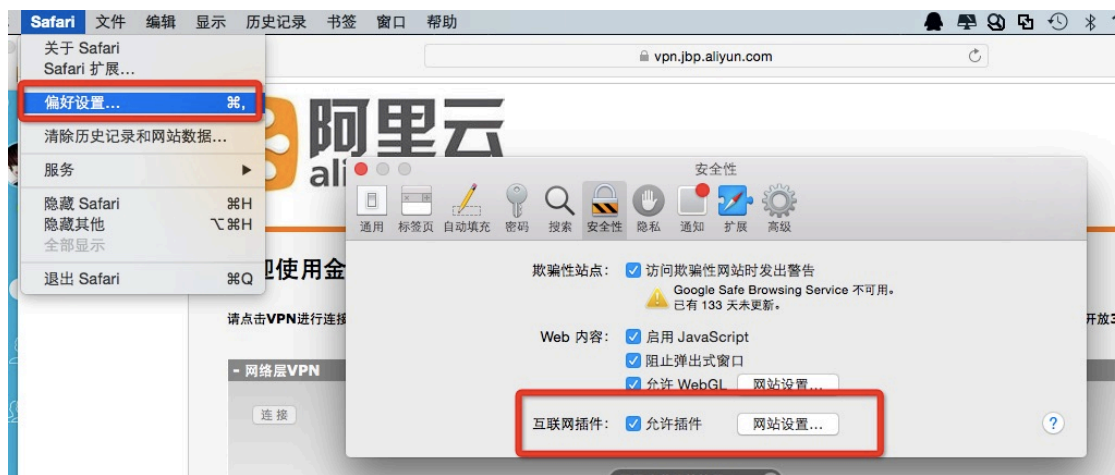 Safari 文件 编辑 显示 历史记录 书签 窗口 帮助
关于 Safari
Safari 扩展...
偏好设置... ⌘,
清除历史记录和网站数据...
服务
隐藏 Safari ⌘H
隐藏其他 ⌥⌘H
全部显示
退出 Safari ⌘Q
vpn.jbp.aliyun.com
阿里云
ali
迎使用金
请点击VPN进行连接
开放3
- 网络层VPN
连接
安全性
通用 标签页 自动填充 密码 搜索 安全性 隐私 通知 扩展 高级
欺骗性站点: 访问欺骗性网站时发出警告
Google Safe Browsing Service 不可用。
已有 133 天未更新。
Web 内容: 启用 JavaScript
阻止弹出式窗口
允许 WebGL 网站设置...
互联网插件: 允许插件 网站设置...
?